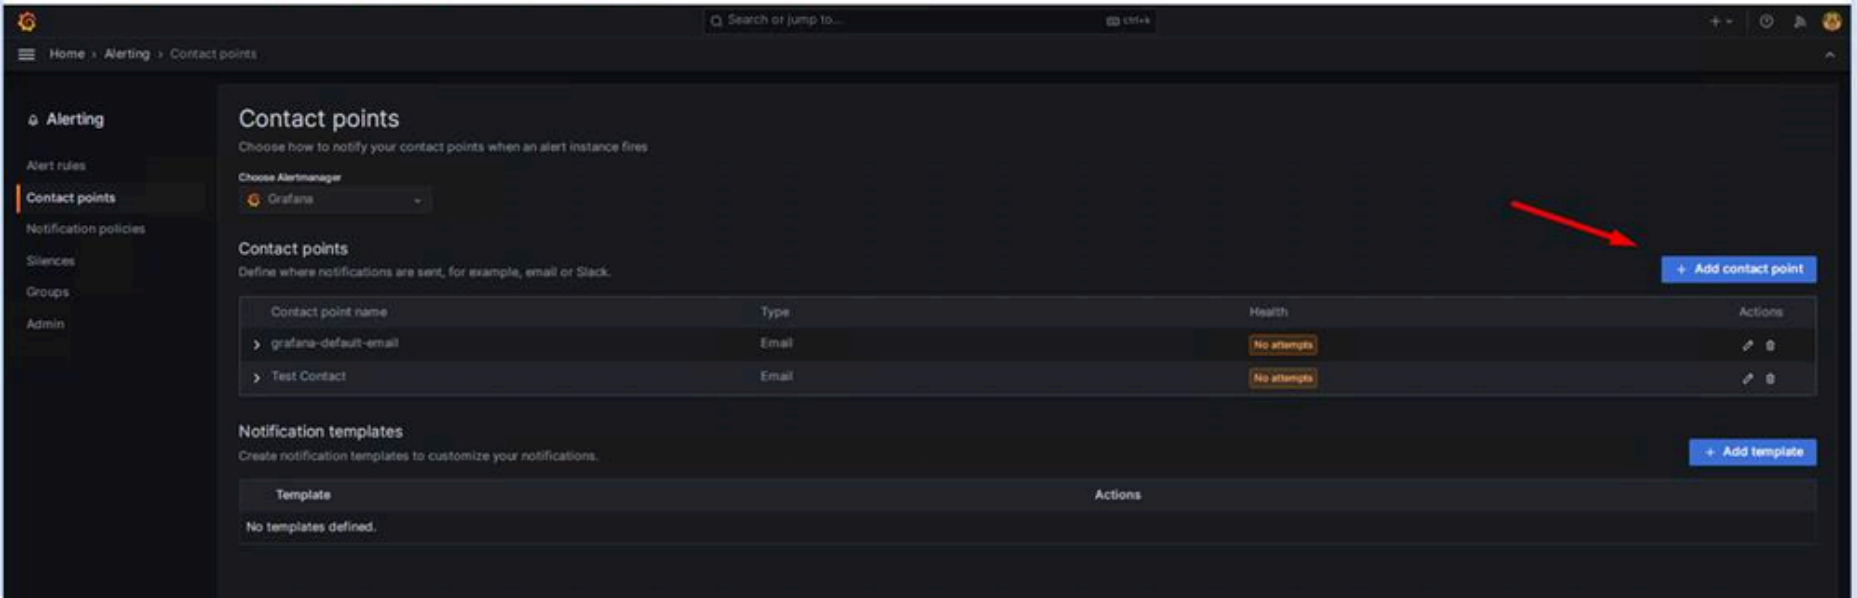 Search or jump to... ctrl+k
Home › Alerting › Contact points
Alerting
Alert rules
Contact points
Notification policies
Silences
Groups
Admin
Contact points
Choose how to notify your contact points when an alert instance fires
Choose Alertmanager
Grafana
Contact points
Define where notifications are sent, for example, email or Slack.
+ Add contact point
Contact point name Type Health Actions
grafana-default-email Email No attempts
Test Contact Email No attempts
Notification templates
Create notification templates to customize your notifications.
+ Add template
Template Actions
No templates defined.